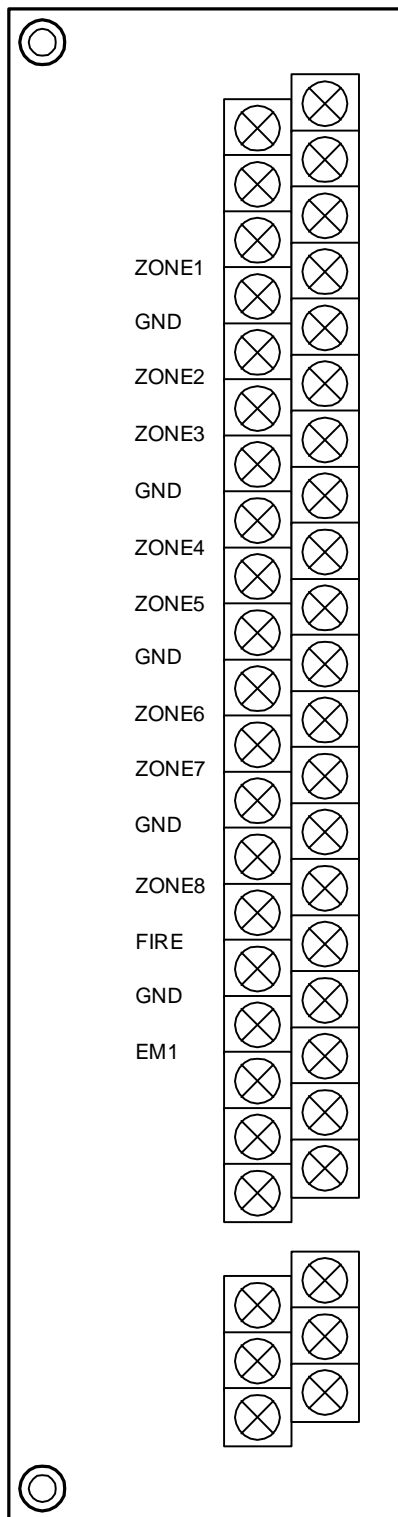 ZONE1
GND
ZONE2
ZONE3
GND
ZONE4
ZONE5
GND
ZONE6
ZONE7
GND
ZONE8
FIRE
GND
EM1